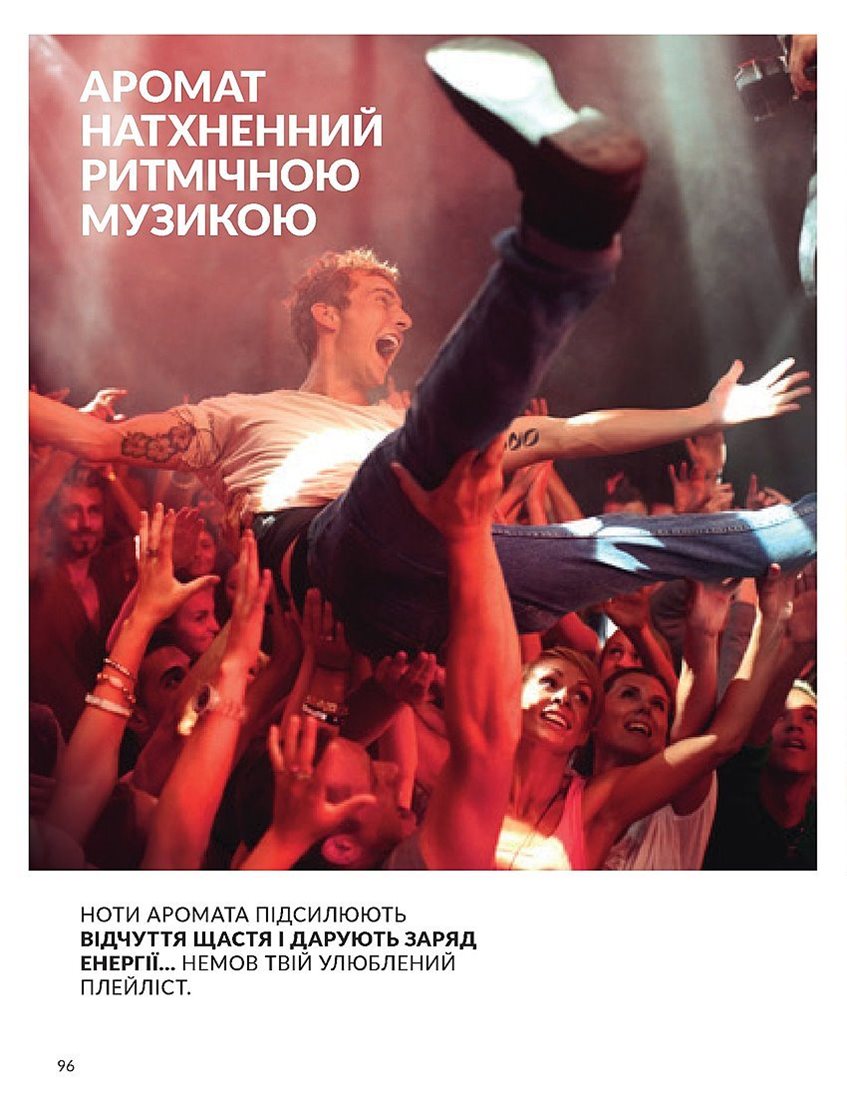 АРОМАТ
НАТХНЕННИЙ
РИТМІЧНОЮ
МУЗИКОЮ
НОТИ АРОМАТА ПІДСИЛЮЮТЬ
ВІДЧУТТЯ ЩАСТЯ І ДАРУЮТЬ ЗАРЯД
ЕНЕРГІЇ... НЕМОВ ТВІЙ УЛЮБЛЕНИЙ
ПЛЕЙЛІСТ.
96